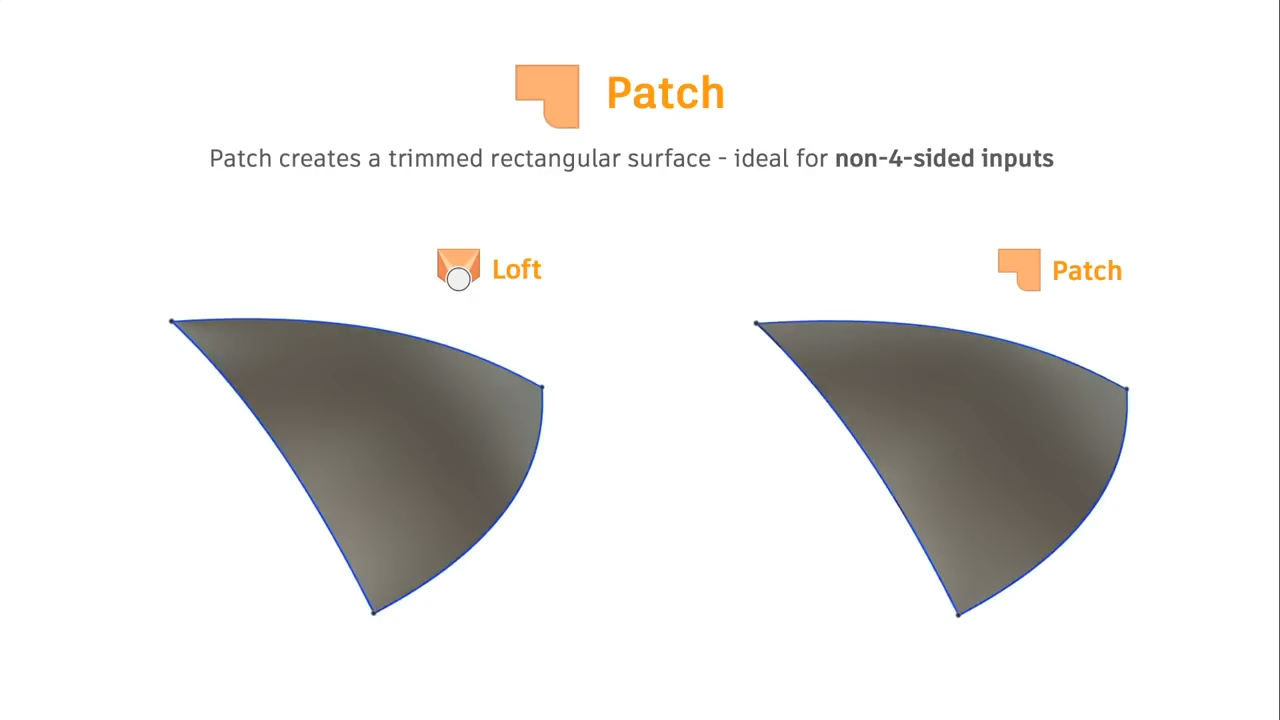 Patch
Patch creates a trimmed rectangular surface - ideal for non-4-sided inputs
Loft
Patch